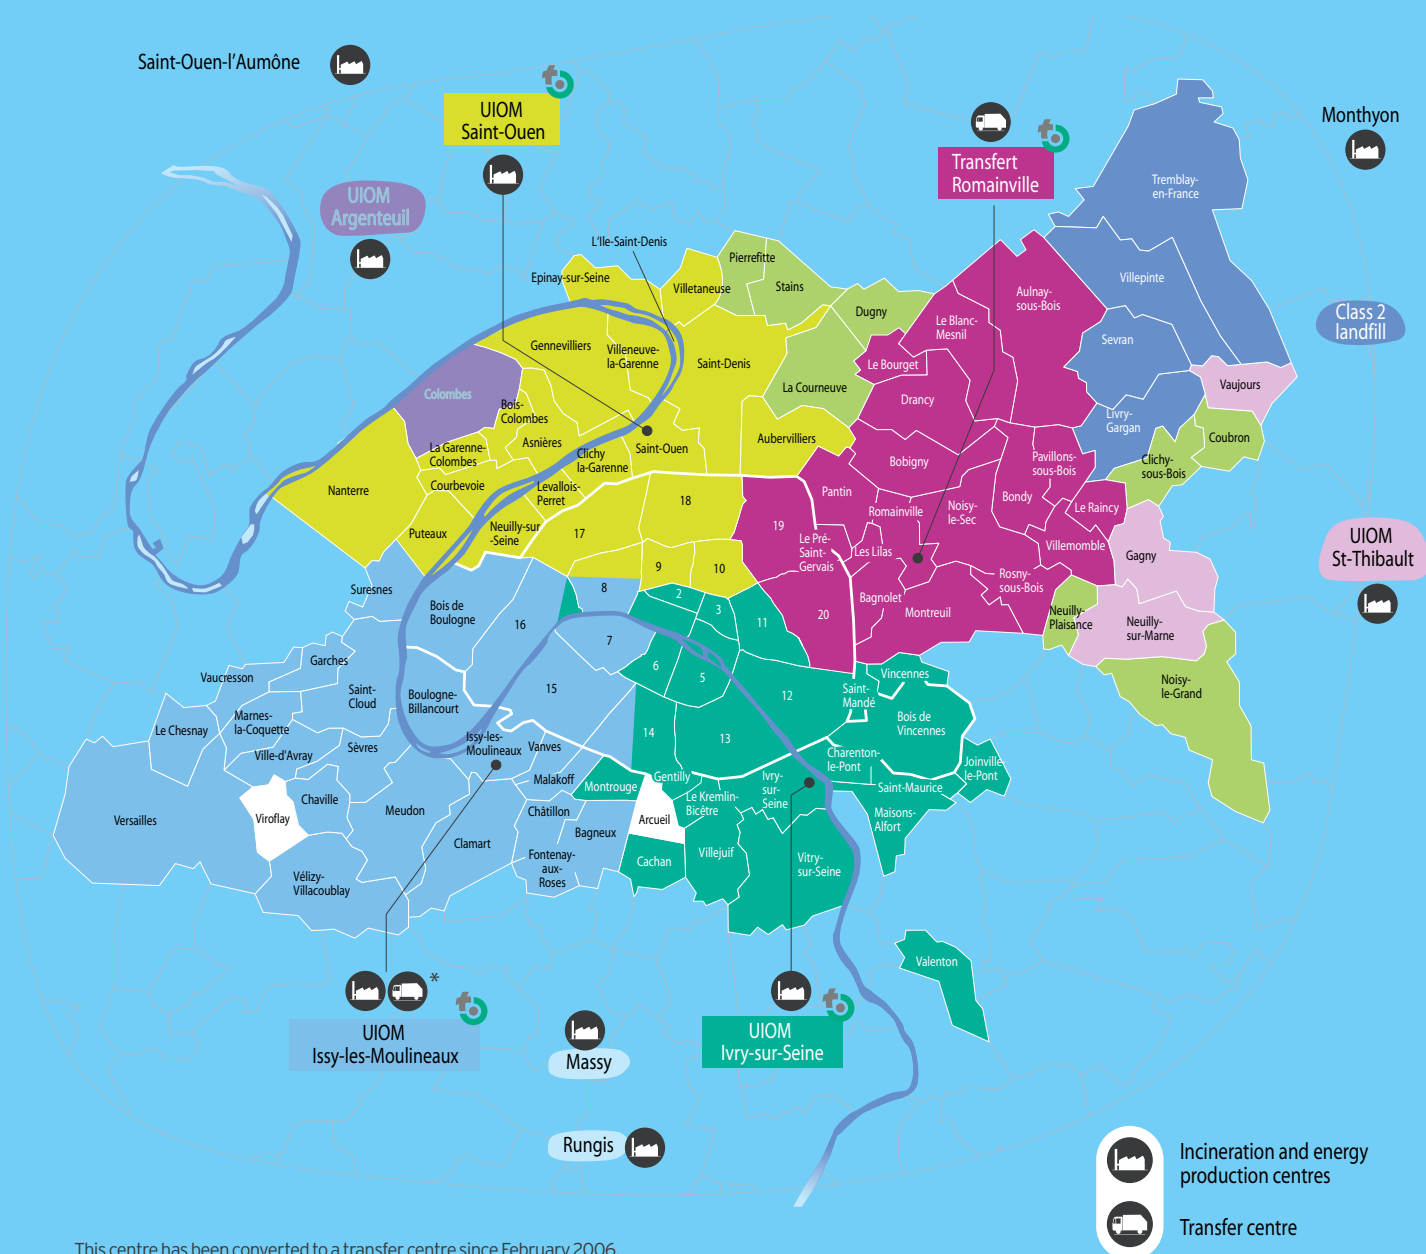 Saint-Ouen-l'Aumône
UIOM
Saint-Ouen
Transfert
Romainville
Monthyon
UIOM
Argenteuil
Class 2
landfill
UIOM
St-Thibault
L'Ile-Saint-Denis
Epinay-sur-Seine
Villetaneuse
Pierrefitte
Stains
Dugny
Tremblay-
en-France
Villepinte
Aulnay-
sous-Bois
Le Blanc-
Mesnil
Sevran
Vaujours
Gennevilliers
Villeneuve-
la-Garenne
Saint-Denis
La Courneuve
Le Bourget
Drancy
Livry-
Gargan
Coubron
Clichy-
sous-Bois
Colombes
Bois-
Colombes
Asnières
La Garenne-
Colombes
Courbevoie
Clichy
la-Garenne
Saint-Ouen
Aubervilliers
Bobigny
Pavillons-
sous-Bois
Bondy
Le Raincy
Nanterre
Levallois-
Perret
Puteaux
Neuilly-sur
-Seine
17
18
19
Pantin
Romainville
Noisy-
le-Sec
Le Pré-
Saint-
Gervais
Les Lilas
Villemomble
Gagny
9
10
8
2
3
11
20
Bagnolet
Montreuil
Rosny-
sous-Bois
Neuilly-
Plaisance
Neuilly-
sur-Marne
Noisy-
le-Grand
Suresnes
Bois de
Boulogne
16
7
6
5
12
15
14
13
Garches
Vaucresson
Saint-
Cloud
Boulogne-
Billancourt
Le Chesnay
Marnes-
la-Coquette
Ville-d'Avray
Sèvres
Issy-les-
Moulineaux
Vanves
Malakoff
Montrouge
Gentilly
Ivry-
sur-
Seine
Saint-
Mandé
Vincennes
Bois de
Vincennes
Charenton-
le-Pont
Joinville-
le-Pont
Saint-Maurice
Maisons-
Alfort
Versailles
Viroflay
Chaville
Meudon
Clamart
Châtillon
Bagneux
Fontenay-
aux-
Roses
Arcueil
Le Kremlin-
Bicêtre
Cachan
Villejuif
Vitry-
sur-Seine
Vélizy-
Villacoublay
Valenton
*
UIOM
Issy-les-Moulineaux
Massy
UIOM
Ivry-sur-Seine
Rungis
Incineration and energy
production centres
Transfer centre
This centre has been converted to a transfer centre since February 2006